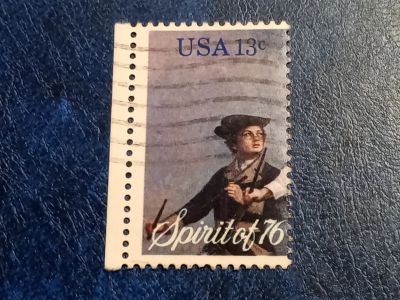 USA 13c
Spirit of 76